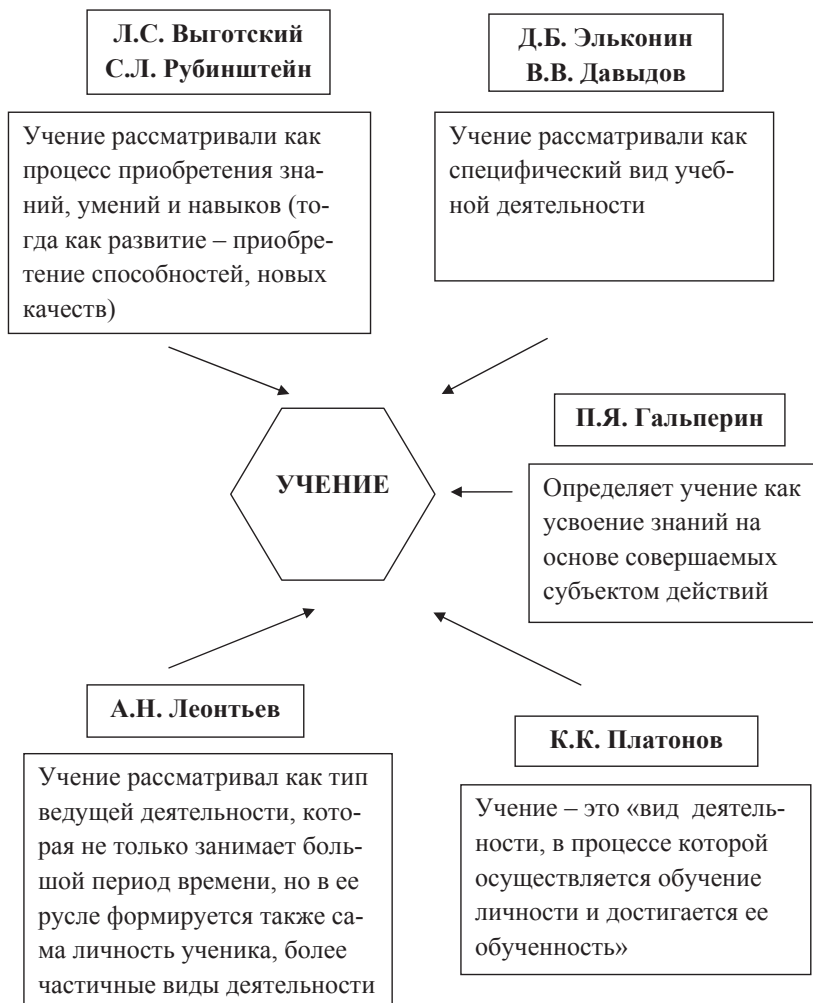 Л.С. Выготский
С.Л. Рубинштейн
Учение рассматривали как
процесс приобретения зна-
ний, умений и навыков (то-
гда как развитие – приобре-
тение способностей, новых
качеств)
Д.Б. Эльконин
В.В. Давыдов
Учение рассматривали как
специфический вид учеб-
ной деятельности
УЧЕНИЕ
П.Я. Гальперин
Определяет учение как
усвоение знаний на
основе совершаемых
субъектом действий
А.Н. Леонтьев
Учение рассматривал как тип
ведущей деятельности, кото-
рая не только занимает боль-
шой период времени, но в ее
русле формируется также са-
ма личность ученика, более
частичные виды деятельности
К.К. Платонов
Учение – это «вид деятель-
ности, в процессе которой
осуществляется обучение
личности и достигается ее
обученность»